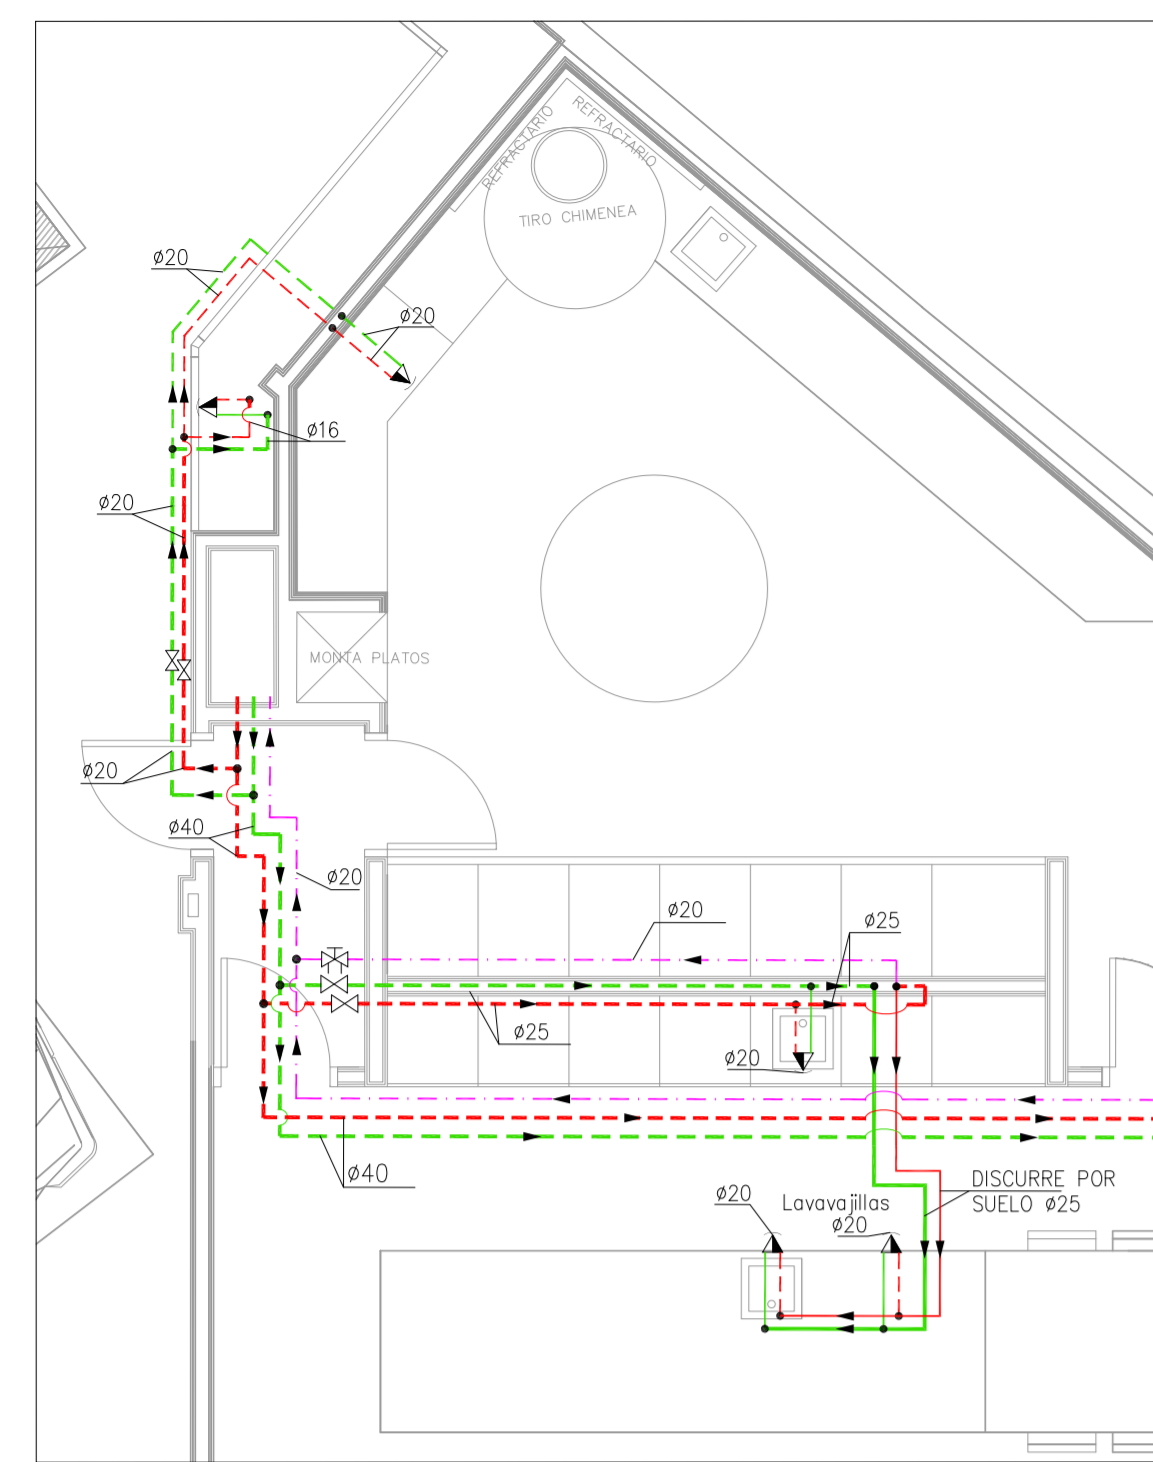 REFRACTARIO
REFRACTARIO
TIRO CHIMENEA
ø20
ø20
ø16
ø20
MONTA PLATOS
ø20
ø40
ø20
ø20
ø25
ø25
ø20
ø40
DISCURRE POR
SUELO ø25
ø20
Lavavajillas
ø20